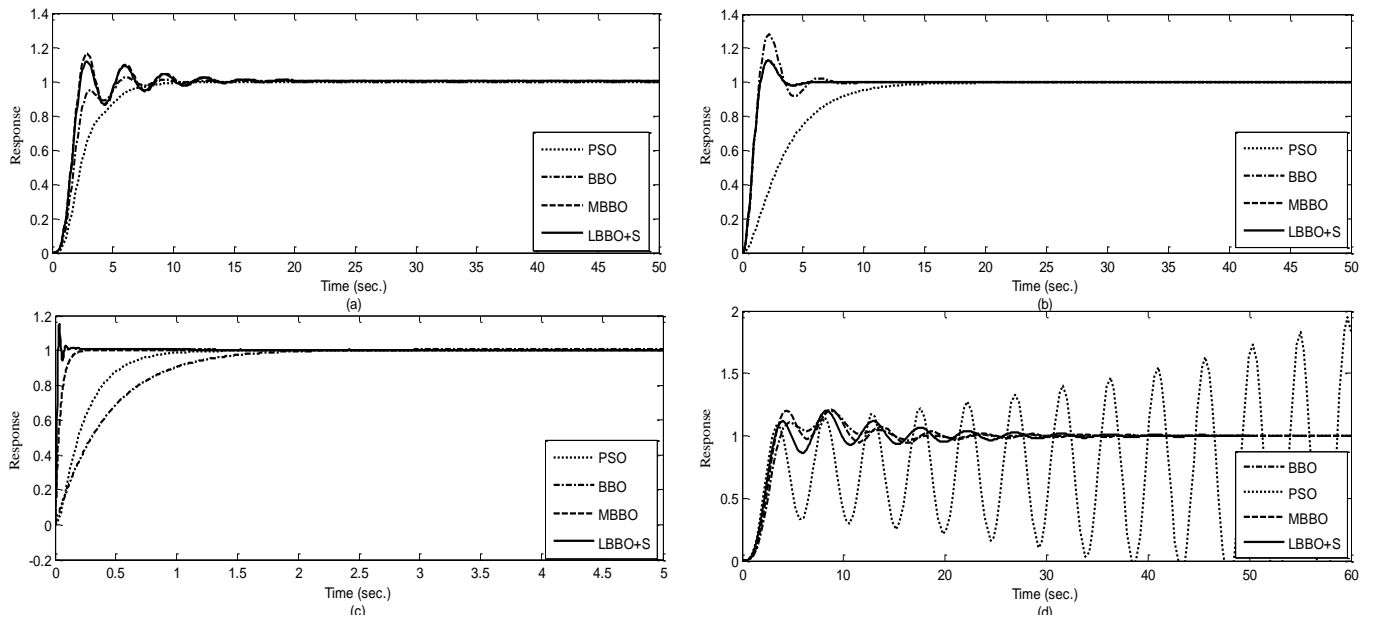 1.4
1.2
1
0.8
0.6
0.4
0.2
0
Response
0 5 10 15 20 25 30 35 40 45 50
Time (sec.)
(a)
PSO
BBO
MBBO
LBBO+S
1.4
1.2
1
0.8
0.6
0.4
0.2
0
Response
0 5 10 15 20 25 30 35 40 45 50
Time (sec.)
(b)
PSO
BBO
MBBO
LBBO+S
1.2
1
0.8
0.6
0.4
0.2
0
-0.2
Response
0 0.5 1 1.5 2 2.5 3 3.5 4 4.5 5
Time (sec.)
(c)
PSO
BBO
MBBO
LBBO+S
2
1.5
1
0.5
0
Response
0 10 20 30 40 50 60
Time (sec.)
(d)
BBO
PSO
MBBO
LBBO+S